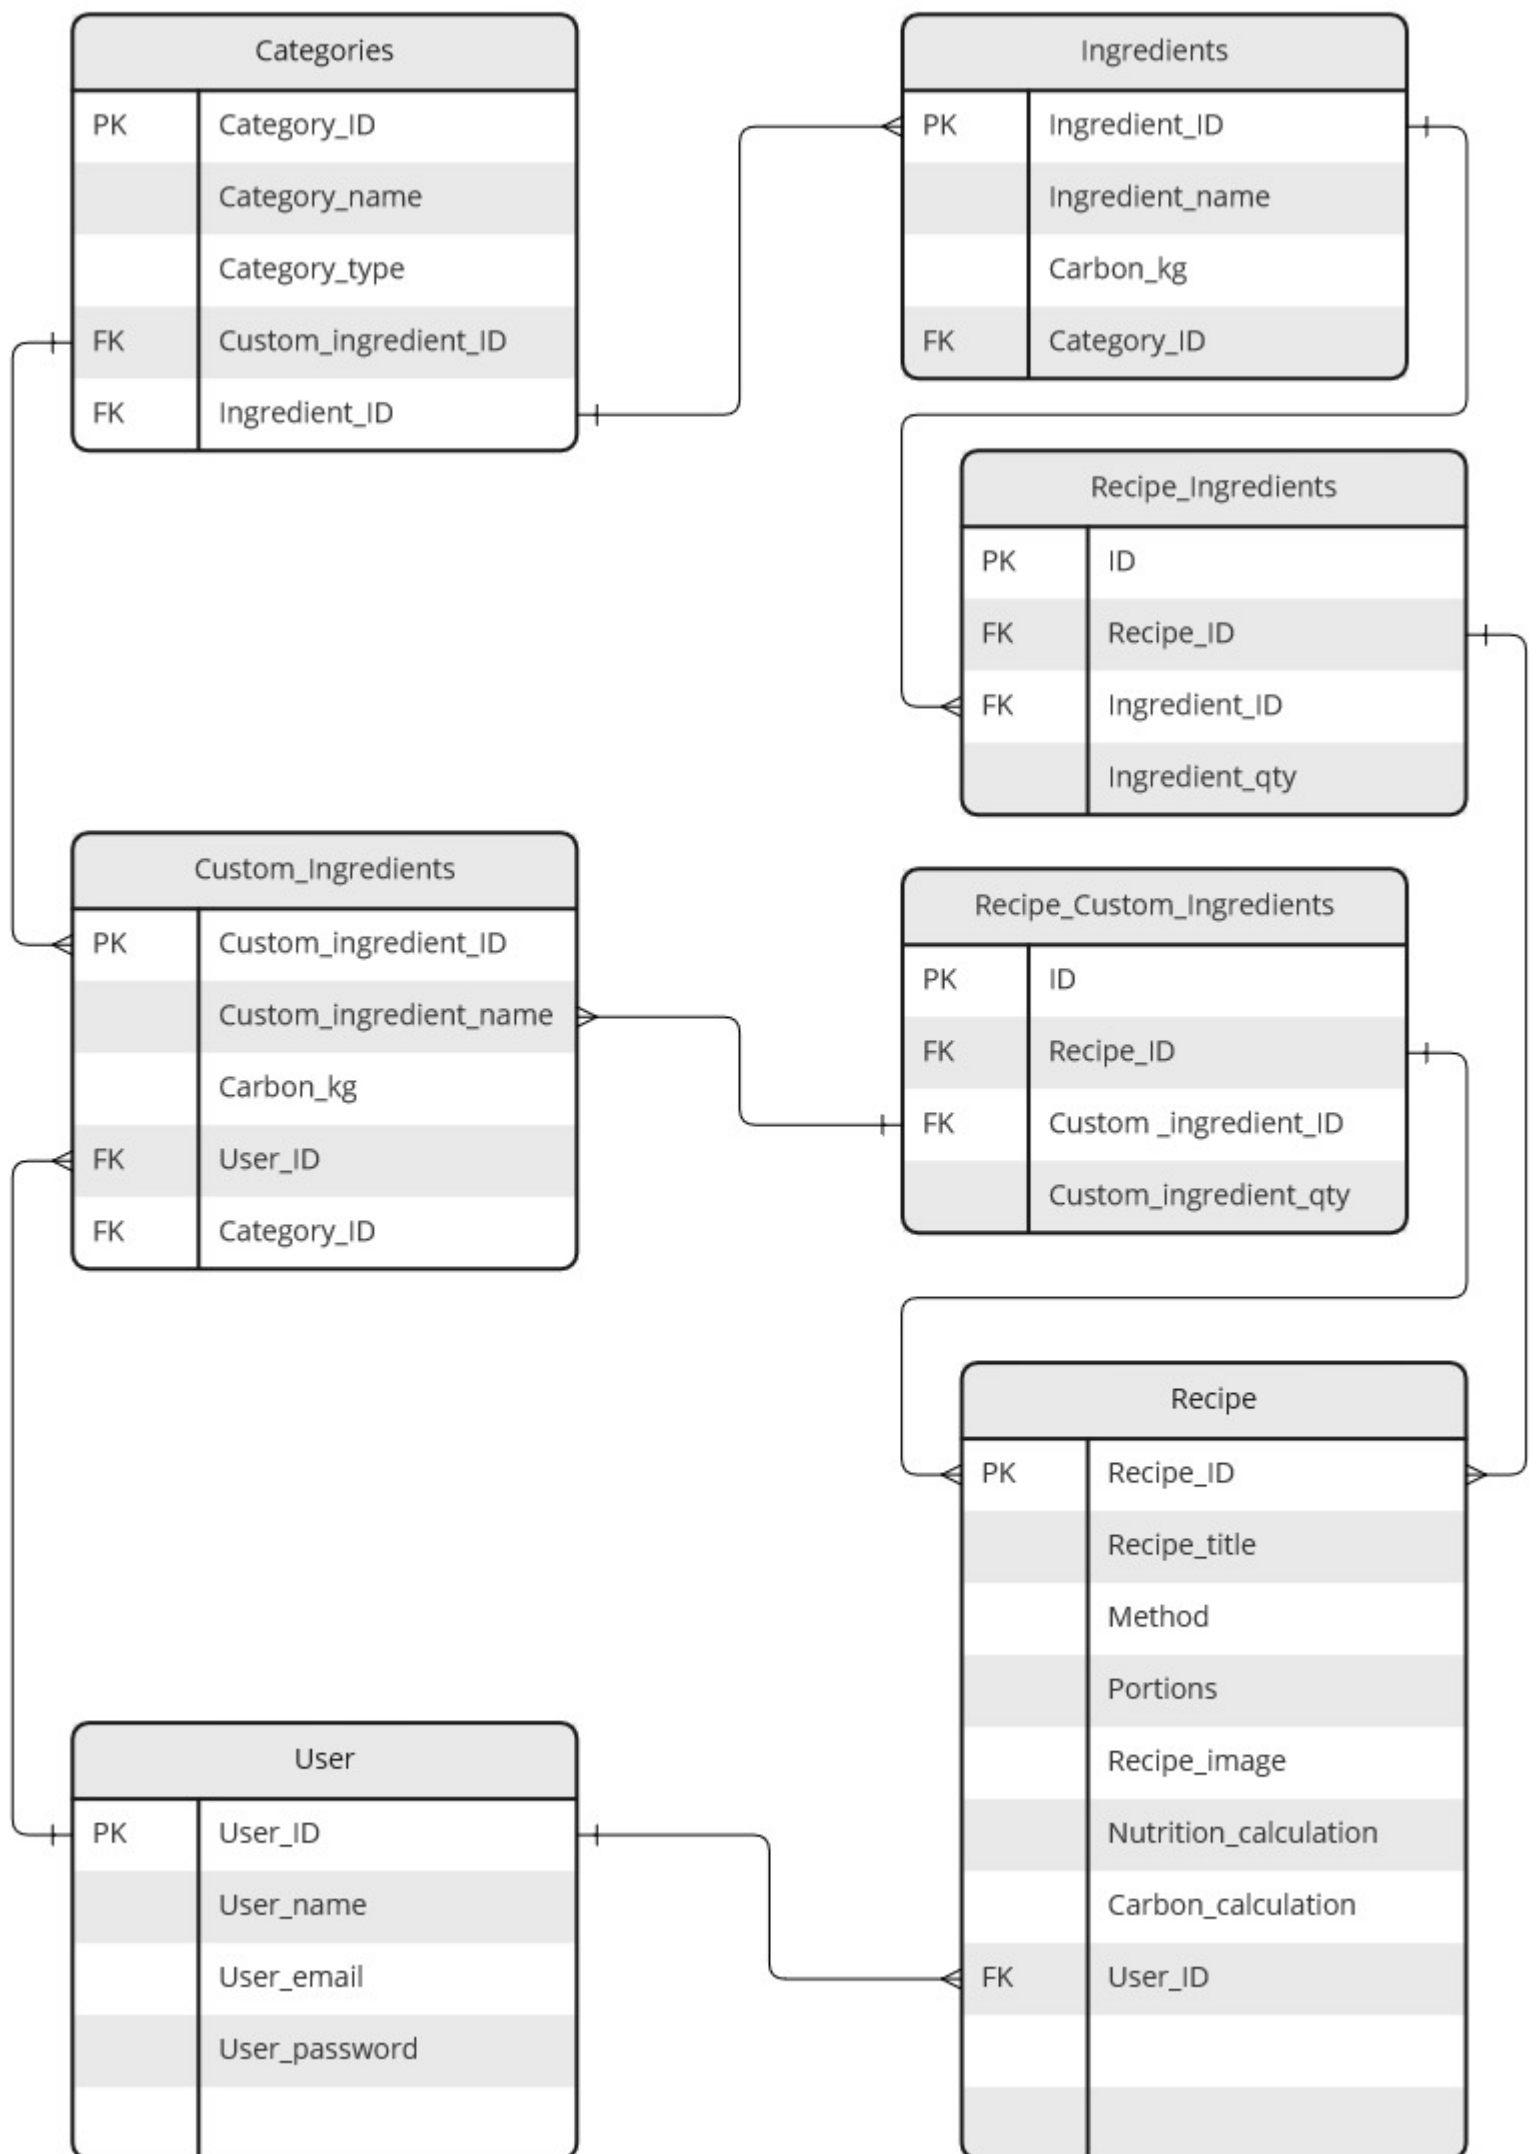 Categories
PK Category_ID
Category_name
Category_type
FK Custom_ingredient_ID
FK Ingredient_ID
Ingredients
PK Ingredient_ID
Ingredient_name
Carbon_kg
FK Category_ID
Recipe_Ingredients
PK ID
FK Recipe_ID
FK Ingredient_ID
Ingredient_qty
Custom_Ingredients
PK Custom_ingredient_ID
Custom_ingredient_name
Carbon_kg
FK User_ID
FK Category_ID
Recipe_Custom_Ingredients
PK ID
FK Recipe_ID
FK Custom _ingredient_ID
Custom_ingredient_qty
Recipe
PK Recipe_ID
Recipe_title
Method
Portions
Recipe_image
Nutrition_calculation
Carbon_calculation
FK User_ID
User
PK User_ID
User_name
User_email
User_password